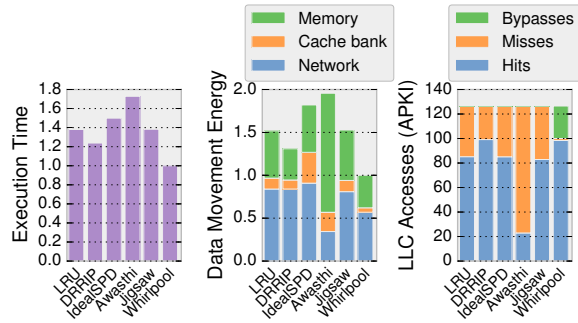 Memory
Cache bank
Network
Bypasses
Misses
Hits
Execution Time
1.8
1.6
1.4
1.2
1.0
0.8
0.6
0.4
0.2
0.0
LRU
DRRIP
IdealSPD
Awasthi
Jigsaw
Whirlpool
Data Movement Energy
2.0
1.5
1.0
0.5
0.0
LRU
DRRIP
IdealSPD
Awasthi
Jigsaw
Whirlpool
LLC Accesses (APKI)
140
120
100
80
60
40
20
0
LRU
DRRIP
IdealSPD
Awasthi
Jigsaw
Whirlpool